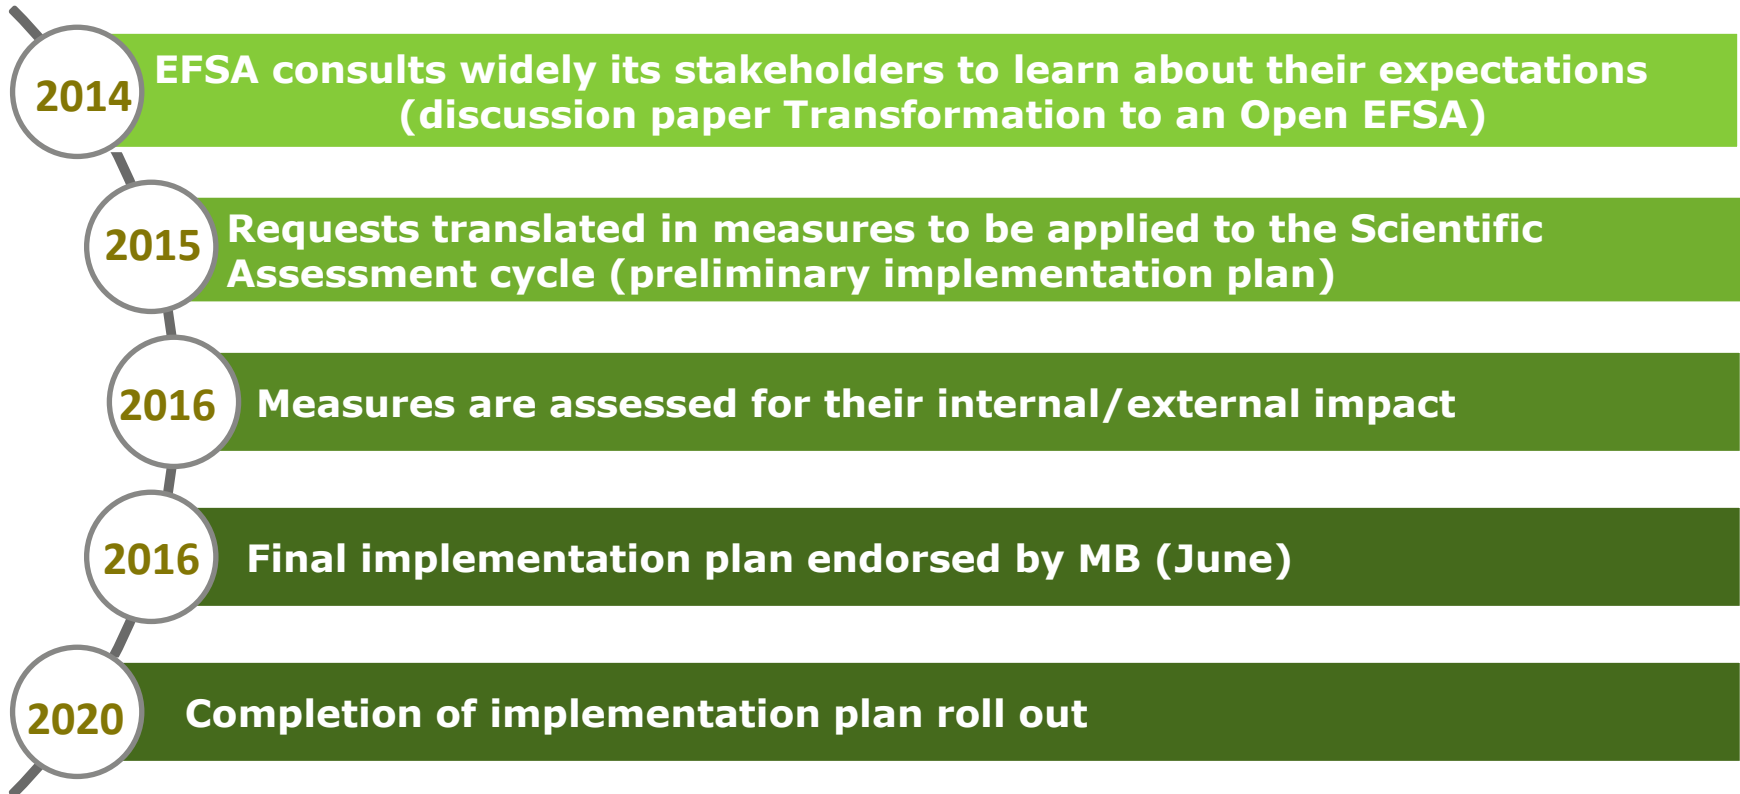 2014
EFSA consults widely its stakeholders to learn about their expectations
(discussion paper Transformation to an Open EFSA)
2015
Requests translated in measures to be applied to the Scientific
Assessment cycle (preliminary implementation plan)
2016
Measures are assessed for their internal/external impact
2016
Final implementation plan endorsed by MB (June)
2020
Completion of implementation plan roll out